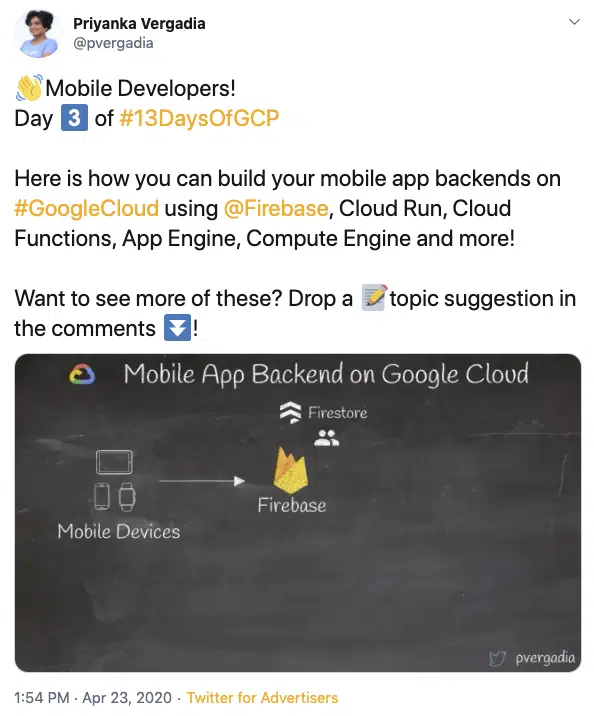 Priyanka Vergadia
@pvergadia
👋Mobile Developers!
Day 3️⃣ of #13DaysOfGCP
Here is how you can build your mobile app backends on
#GoogleCloud using @Firebase, Cloud Run, Cloud
Functions, App Engine, Compute Engine and more!
Want to see more of these? Drop a 📝topic suggestion in
the comments ⏬!
Mobile App Backend on Google Cloud
Firestore
Firebase
Mobile Devices
pvergadia
1:54 PM · Apr 23, 2020 · Twitter for Advertisers